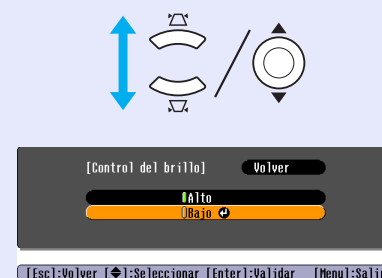 [Control del brillo] Volver
Alto
Bajo
[Esc]:Volver [◆]:Seleccionar [Enter]:Validar [Menu]:Salir